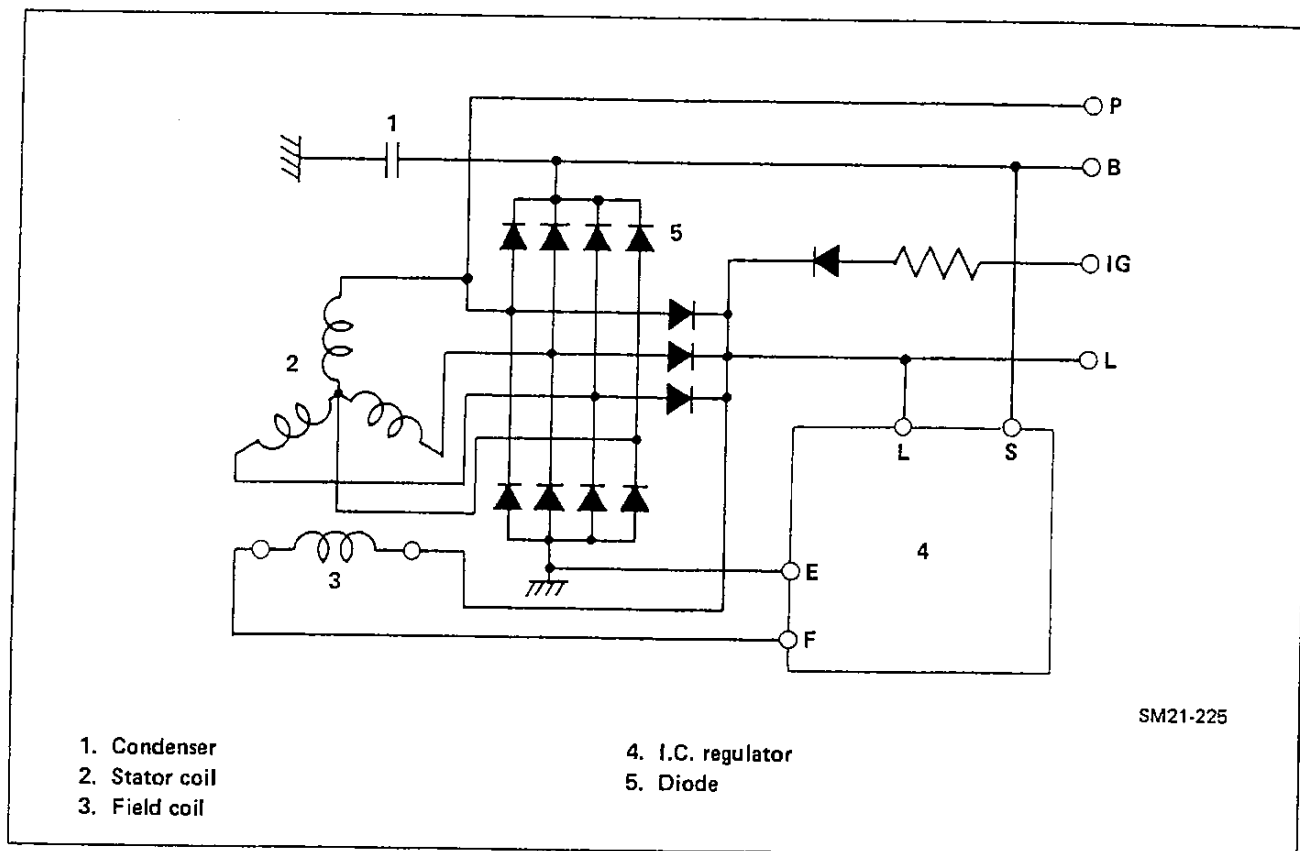 P
1
B
5
IG
2
L
L
S
3
4
E
F
SM21-225
1. Condenser
2. Stator coil
3. Field coil
4. I.C. regulator
5. Diode